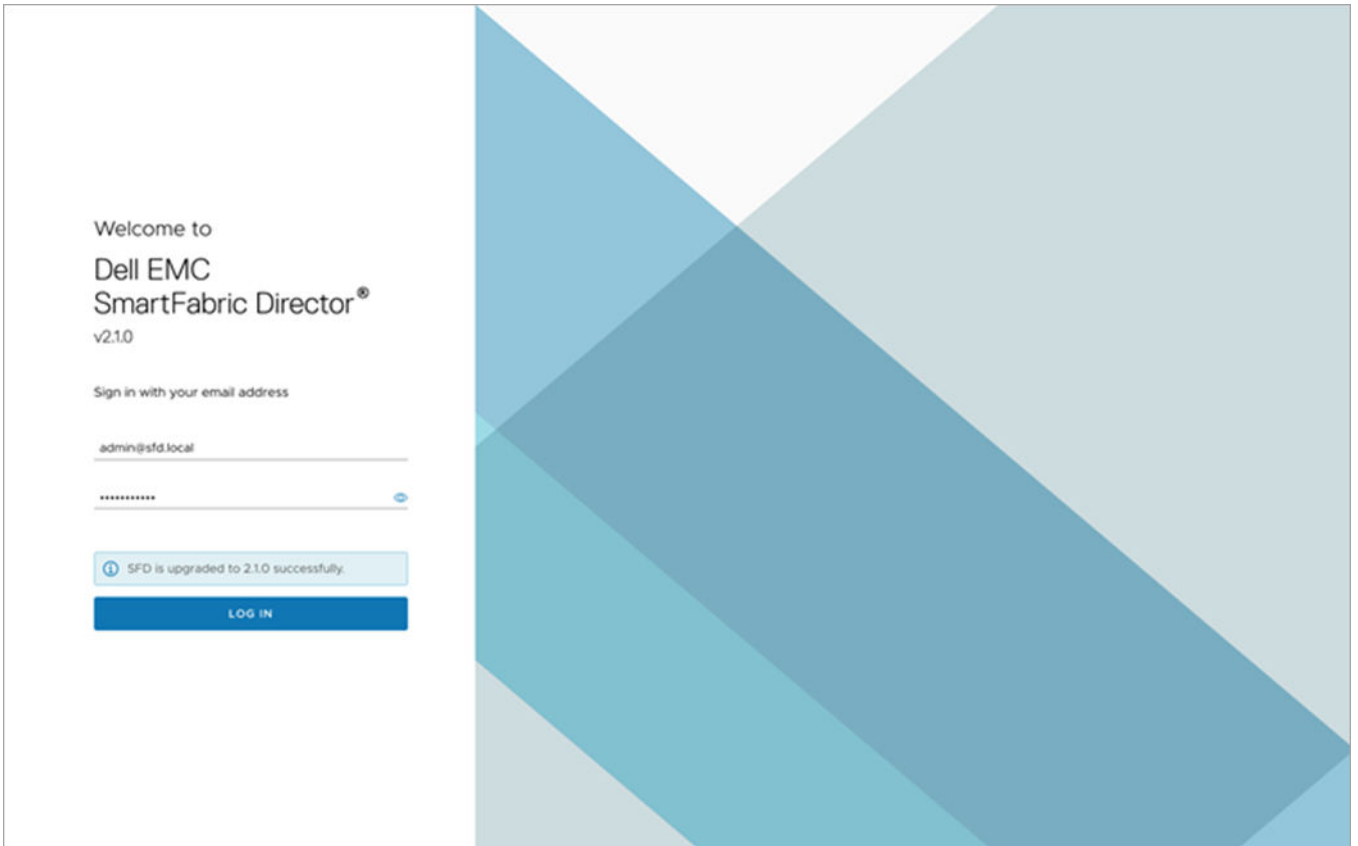 Welcome to
Dell EMC
SmartFabric Director®
v2.1.0
Sign in with your email address
admin@sfd.local
•••••••••••
SFD is upgraded to 2.1.0 successfully.
LOG IN